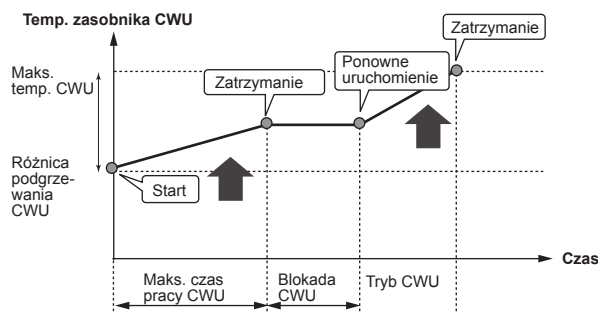 Temp. zasobnika CWU
Zatrzymanie
Ponowne
uruchomienie
Maks.
temp. CWU
Zatrzymanie
Różnica
podgrze-
wania
CWU
Start
Czas
Maks. czas
pracy CWU
Blokada
CWU
Tryb CWU